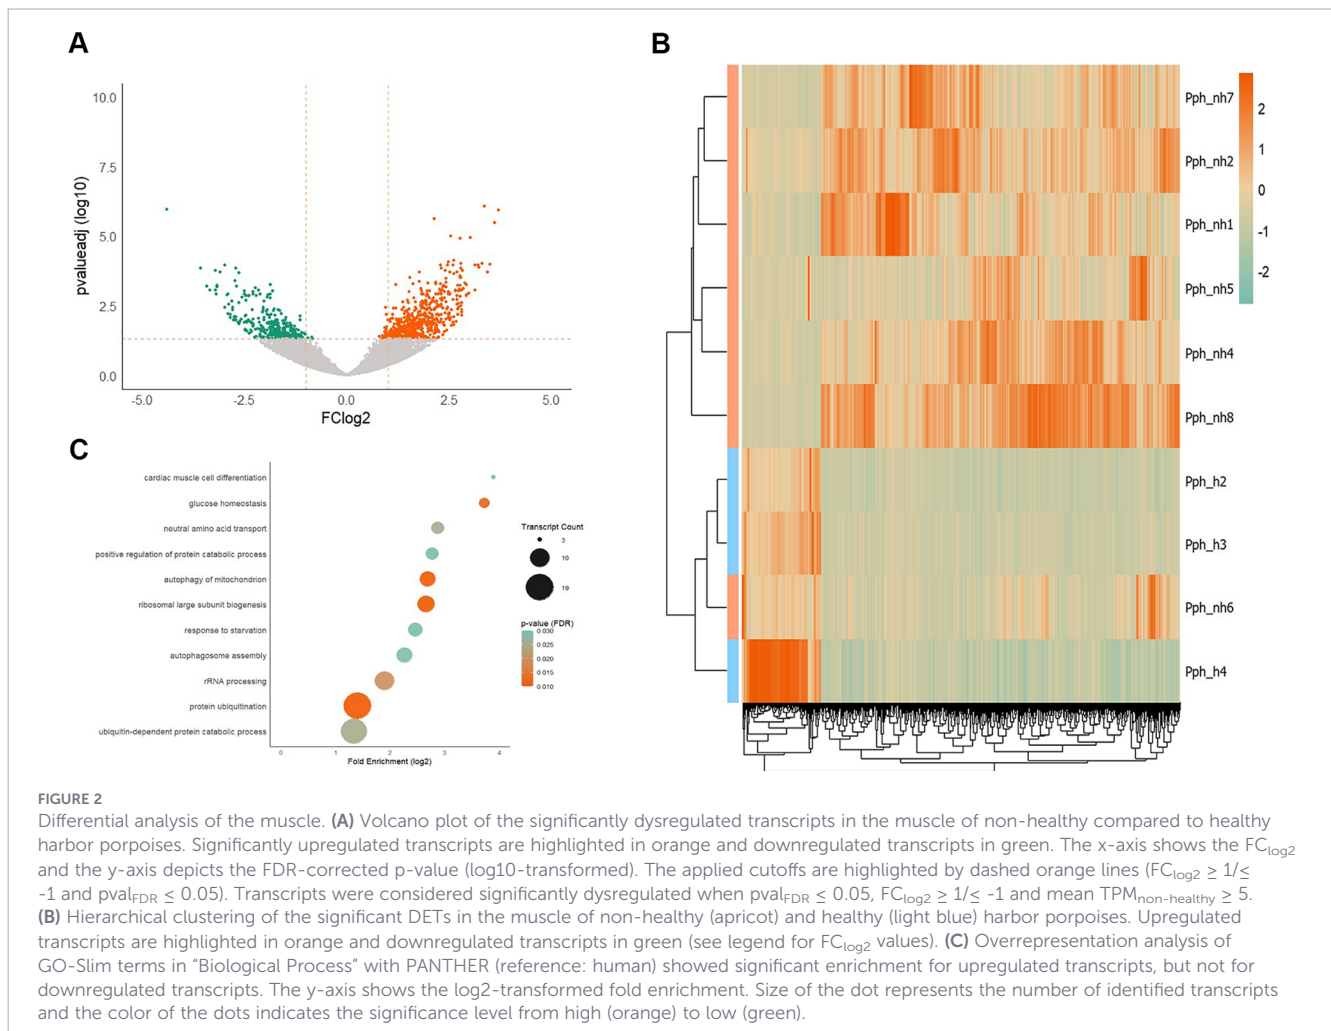 A
10.0
7.5
5.0
2.5
0.0
pvalueadj (log10)
-5.0 -2.5 0.0 2.5 5.0
FClog2
B
Pph_nh7
Pph_nh2
Pph_nh1
Pph_nh5
Pph_nh4
Pph_nh8
Pph_h2
Pph_h3
Pph_nh6
Pph_h4
2
1
0
-1
-2
C
cardiac muscle cell differentiation
glucose homeostasis
neutral amino acid transport
positive regulation of protein catabolic process
autophagy of mitochondrion
ribosomal large subunit biogenesis
response to starvation
autophagosome assembly
rRNA processing
protein ubiquitination
ubiquitin-dependent protein catabolic process
0 1 2 3 4
Fold Enrichment (log2)
Transcript Count
3
10
19
p-value (FDR)
0.030
0.025
0.020
0.015
0.010
FIGURE 2
Differential analysis of the muscle. (A) Volcano plot of the significantly dysregulated transcripts in the muscle of non-healthy compared to healthy
harbor porpoises. Significantly upregulated transcripts are highlighted in orange and downregulated transcripts in green. The x-axis shows the FClog2
and the y-axis depicts the FDR-corrected p-value (log10-transformed). The applied cutoffs are highlighted by dashed orange lines (FClog2 ≥ 1/≤
-1 and pvalFDR ≤ 0.05). Transcripts were considered significantly dysregulated when pvalFDR ≤ 0.05, FClog2 ≥ 1/≤ -1 and mean TPMnon-healthy ≥ 5.
(B) Hierarchical clustering of the significant DETs in the muscle of non-healthy (apricot) and healthy (light blue) harbor porpoises. Upregulated
transcripts are highlighted in orange and downregulated transcripts in green (see legend for FClog2 values). (C) Overrepresentation analysis of
GO-Slim terms in "Biological Process" with PANTHER (reference: human) showed significant enrichment for upregulated transcripts, but not for
downregulated transcripts. The y-axis shows the log2-transformed fold enrichment. Size of the dot represents the number of identified transcripts
and the color of the dots indicates the significance level from high (orange) to low (green).